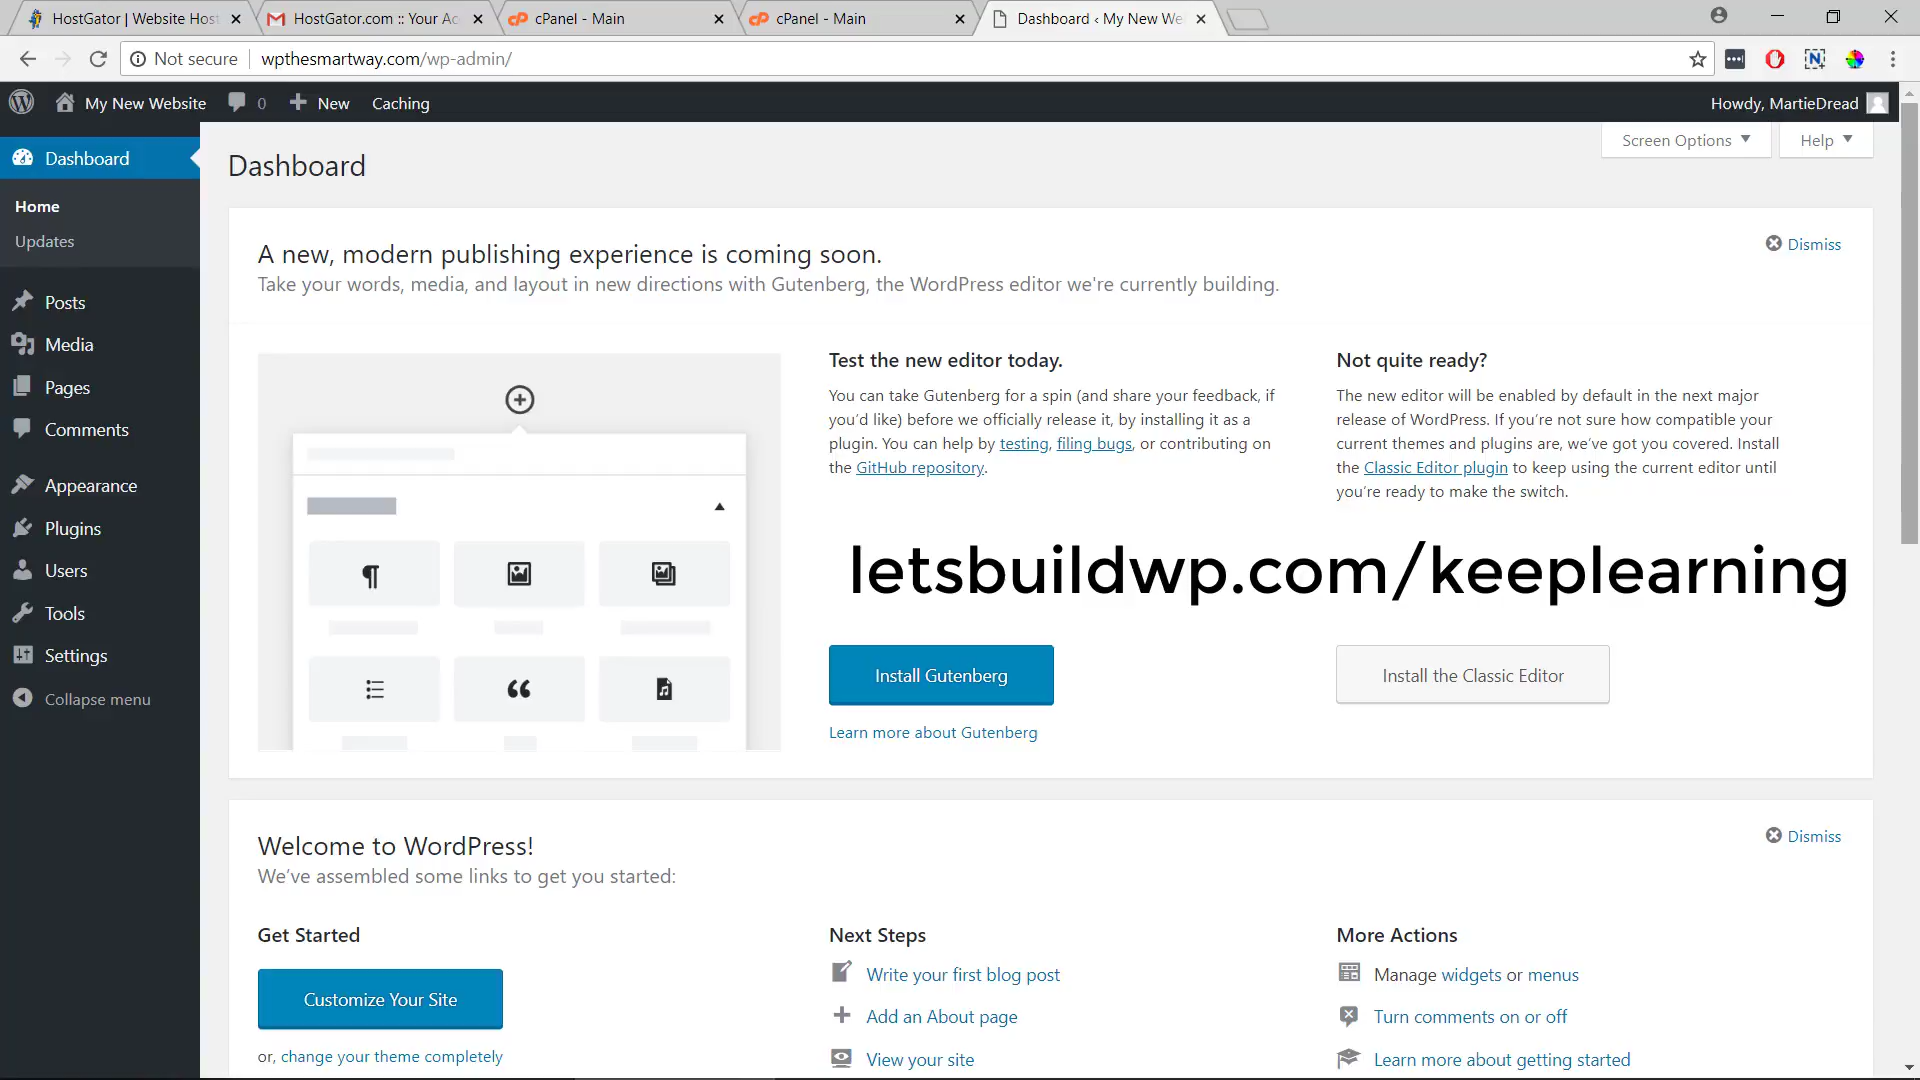 HostGator | Website Host
HostGator.com :: Your Ac
cPanel - Main
cPanel - Main
Dashboard ‹ My New We
Not secure
wpthesmartway.com/wp-admin/
My New Website
0
New
Caching
Howdy, MartieDread
Dashboard
Home
Updates
Posts
Media
Pages
Comments
Appearance
Plugins
Users
Tools
Settings
Collapse menu
Screen Options
Help
Dashboard
A new, modern publishing experience is coming soon.
Dismiss
Take your words, media, and layout in new directions with Gutenberg, the WordPress editor we're currently building.
Test the new editor today.
You can take Gutenberg for a spin (and share your feedback, if
you’d like) before we officially release it, by installing it as a
plugin. You can help by testing, filing bugs, or contributing on
the GitHub repository.
Not quite ready?
The new editor will be enabled by default in the next major
release of WordPress. If you’re not sure how compatible your
current themes and plugins are, we’ve got you covered. Install
the Classic Editor plugin to keep using the current editor until
you’re ready to make the switch.
letsbuildwp.com/keeplearning
Install Gutenberg
Install the Classic Editor
Learn more about Gutenberg
Welcome to WordPress!
Dismiss
We’ve assembled some links to get you started:
Get Started
Customize Your Site
or, change your theme completely
Next Steps
Write your first blog post
Add an About page
View your site
More Actions
Manage widgets or menus
Turn comments on or off
Learn more about getting started